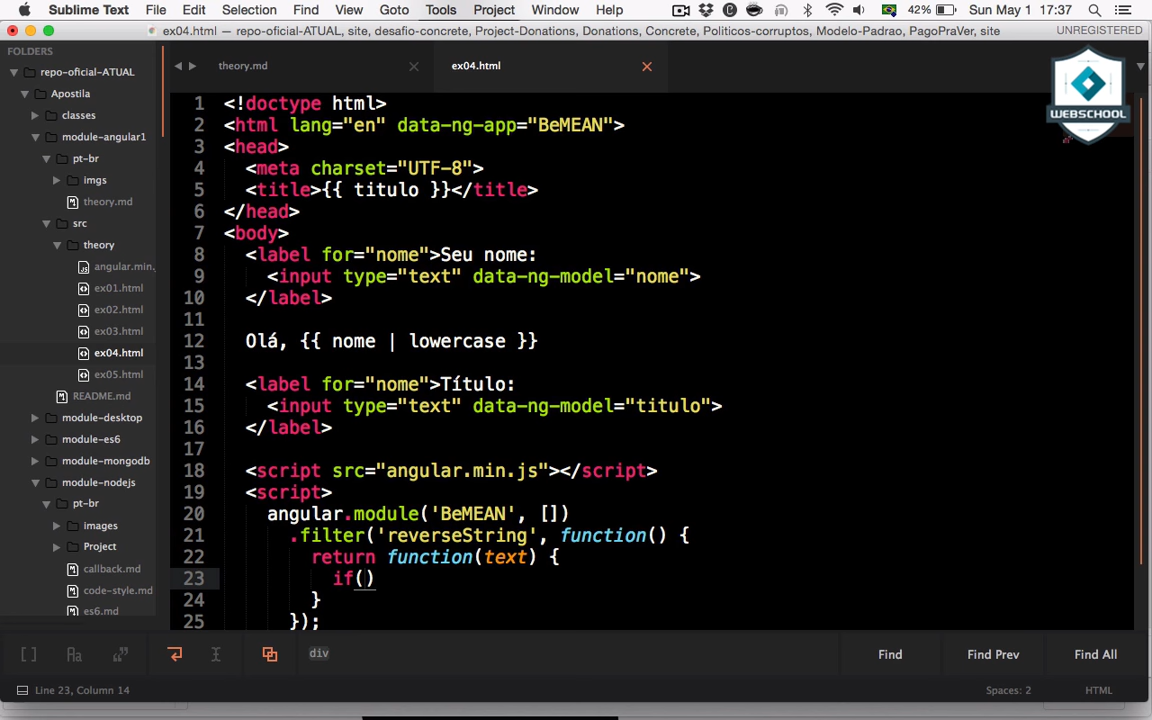 Sublime Text File Edit Selection Find View Goto Tools Project Window Help 42% Sun May 1 17:37
ex04.html — repo-oficial-ATUAL, site, desafio-concrete, Project-Donations, Donations, Concrete, Politicos-corruptos, Modelo-Padrao, PagoPraVer, site UNREGISTERED
FOLDERS
repo-oficial-ATUAL
Apostila
classes
module-angular1
pt-br
imgs
theory.md
src
theory
angular.min.
ex01.html
ex02.html
ex03.html
ex04.html
ex05.html
README.md
module-desktop
module-es6
module-mongodb
module-nodejs
pt-br
images
Project
callback.md
code-style.md
es6.md
theory.md ex04.html
WEBSCHOOL
1 <!doctype html>
2 <html lang="en" data-ng-app="BeMEAN">
3 <head>
4 <meta charset="UTF-8">
5 <title>{{ titulo }}</title>
6 </head>
7 <body>
8 <label for="nome">Seu nome:
9 <input type="text" data-ng-model="nome">
10 </label>
11
12 Olá, {{ nome | lowercase }}
13
14 <label for="nome">Título:
15 <input type="text" data-ng-model="titulo">
16 </label>
17
18 <script src="angular.min.js"></script>
19 <script>
20 angular.module('BeMEAN', [])
21 .filter('reverseString', function() {
22 return function(text) {
23 if()
24 }
25 });
[ ] Aa “” div Find Find Prev Find All
Line 23, Column 14 Spaces: 2 HTML